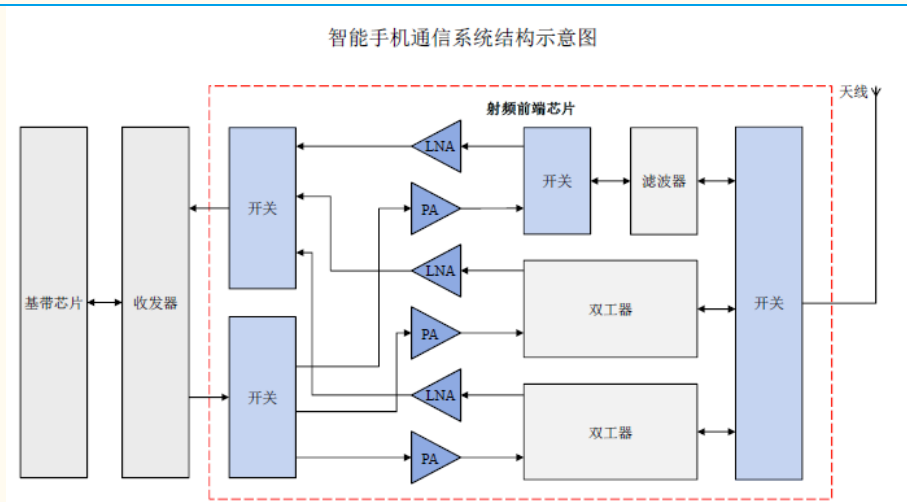 智能手机通信系统结构示意图
天线
射频前端芯片
LNA
开关
滤波器
开关
PA
LNA
基带芯片
收发器
双工器
开关
PA
开关
LNA
双工器
PA